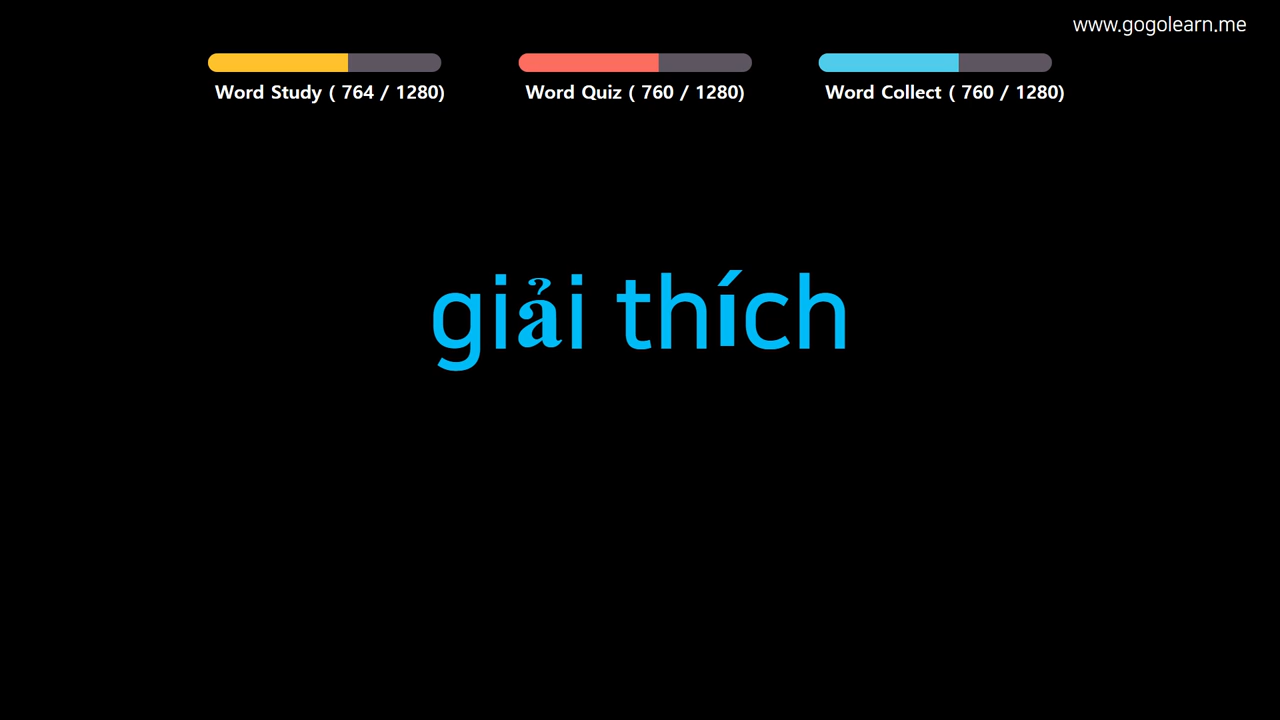 www.gogolearn.me
Word Study ( 764 / 1280)
Word Quiz ( 760 / 1280)
Word Collect ( 760 / 1280)
giải thích